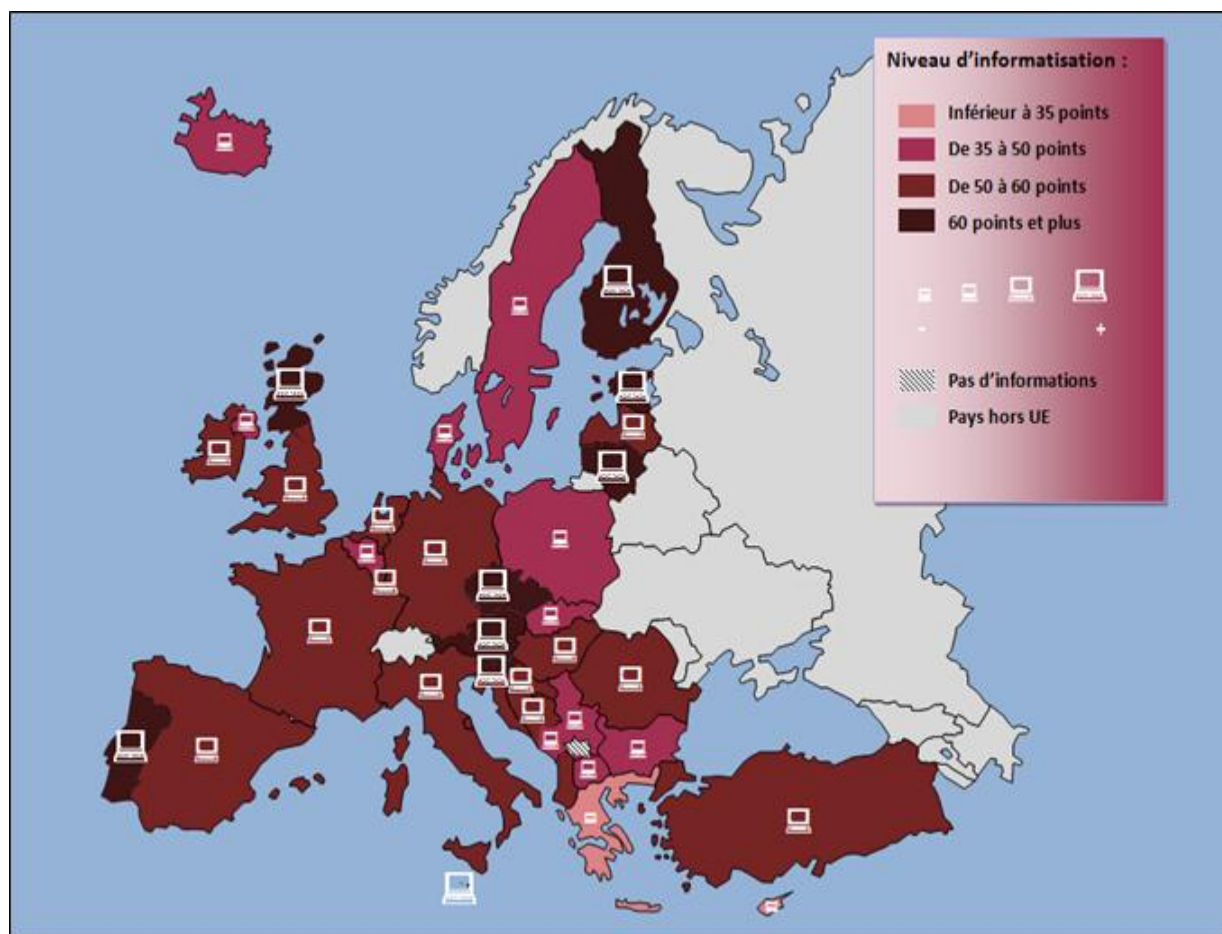 Niveau d'informatisation :
Inférieur à 35 points
De 35 à 50 points
De 50 à 60 points
60 points et plus
- +
Pas d'informations
Pays hors UE